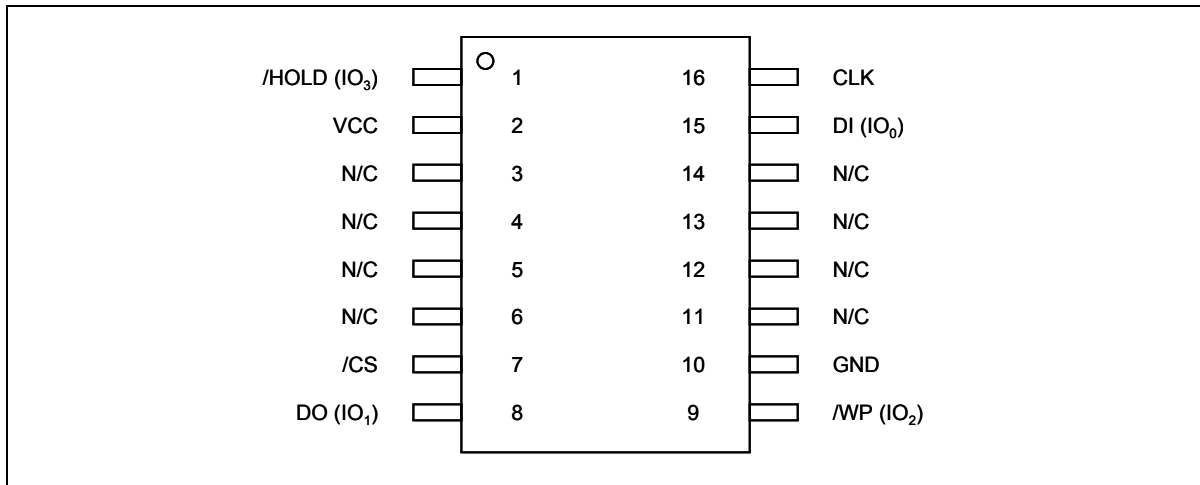 /HOLD (IO₃) 1 16 CLK
VCC 2 15 DI (IO₀)
N/C 3 14 N/C
N/C 4 13 N/C
N/C 5 12 N/C
N/C 6 11 N/C
/CS 7 10 GND
DO (IO₁) 8 9 /WP (IO₂)